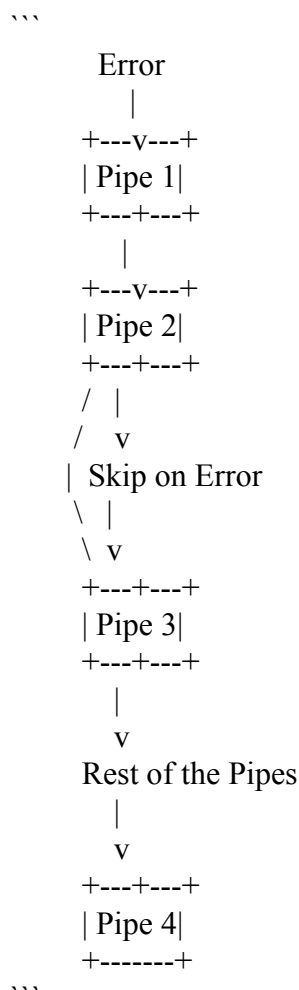 ```
Error
|
+---v---+
| Pipe 1|
+---+---+
|
+---v---+
| Pipe 2|
+---+---+
/ |
/ v
| Skip on Error
\ |
\ v
+---+---+
| Pipe 3|
+---+---+
|
v
Rest of the Pipes
|
v
+---+---+
| Pipe 4|
+-------+
```